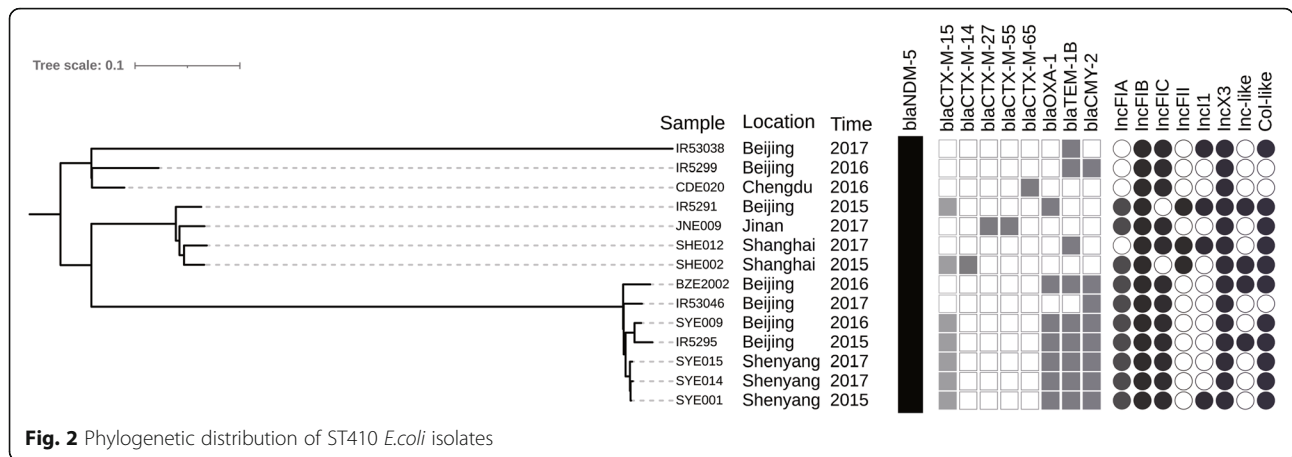 Tree scale: 0.1
Sample Location Time blaNDM-5 blaCTX-M-15 blaCTX-M-14 blaCTX-M-27 blaCTX-M-55 blaCTX-M-65 blaOXA-1 blaTEM-1B blaCMY-2 IncFIA IncFIB IncFIC IncFII IncI1 IncX3 Inc-like Col-like
IR53038 Beijing 2017
IR5299 Beijing 2016
CDE020 Chengdu 2016
IR5291 Beijing 2015
JNE009 Jinan 2017
SHE012 Shanghai 2017
SHE002 Shanghai 2015
BZE2002 Beijing 2016
IR53046 Beijing 2017
SYE009 Beijing 2016
IR5295 Beijing 2015
SYE015 Shenyang 2017
SYE014 Shenyang 2017
SYE001 Shenyang 2015
Fig. 2 Phylogenetic distribution of ST410 E.coli isolates